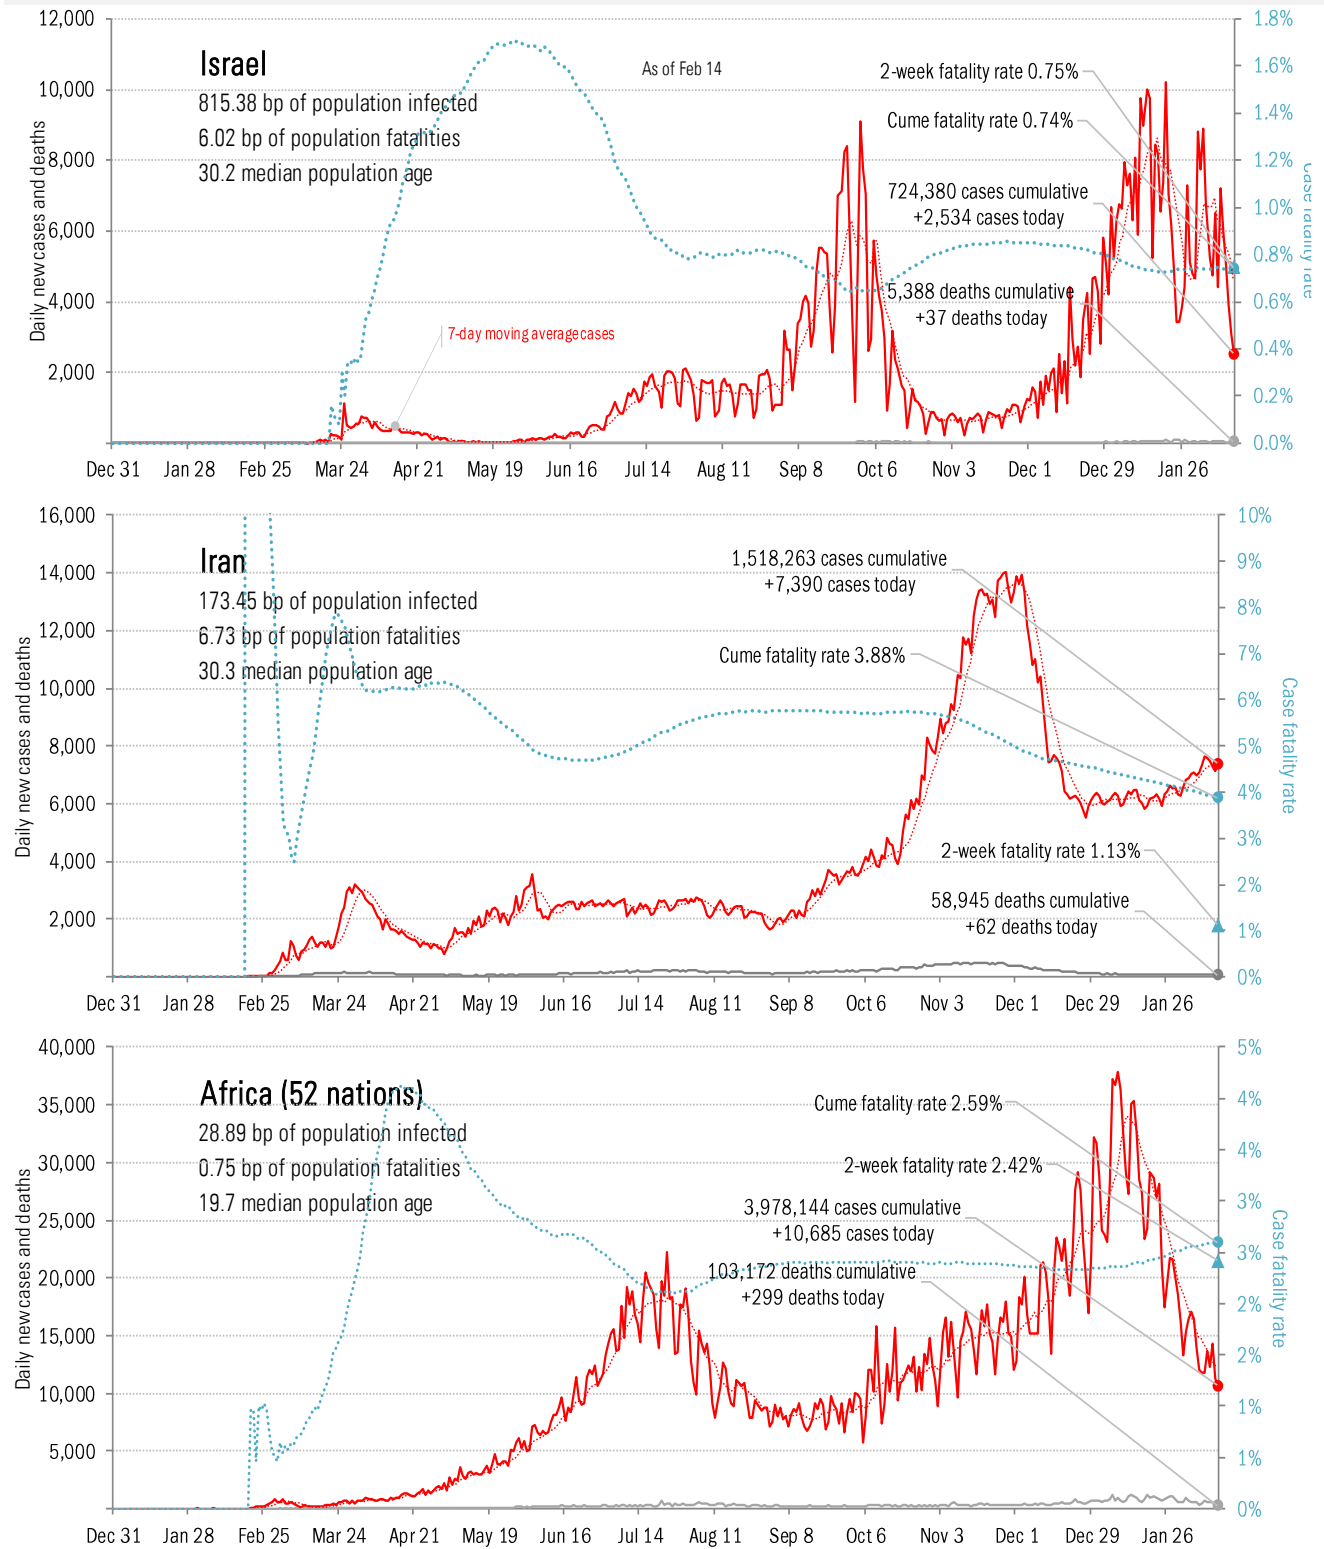 12,000
10,000
8,000
6,000
4,000
2,000
Daily new cases and deaths
Israel
815.38 bp of population infected
6.02 bp of population fatalities
30.2 median population age
As of Feb 14
7-day moving average cases
2-week fatality rate 0.75%
Cume fatality rate 0.74%
724,380 cases cumulative
+2,534 cases today
5,388 deaths cumulative
+37 deaths today
1.8%
1.6%
1.4%
1.2%
1.0%
0.8%
0.6%
0.4%
0.2%
0.0%
Case fatality rate
Dec 31 Jan 28 Feb 25 Mar 24 Apr 21 May 19 Jun 16 Jul 14 Aug 11 Sep 8 Oct 6 Nov 3 Dec 1 Dec 29 Jan 26
16,000
14,000
12,000
10,000
8,000
6,000
4,000
2,000
Daily new cases and deaths
Iran
173.45 bp of population infected
6.73 bp of population fatalities
30.3 median population age
1,518,263 cases cumulative
+7,390 cases today
Cume fatality rate 3.88%
2-week fatality rate 1.13%
58,945 deaths cumulative
+62 deaths today
10%
9%
8%
7%
6%
5%
4%
3%
2%
1%
0%
Case fatality rate
Dec 31 Jan 28 Feb 25 Mar 24 Apr 21 May 19 Jun 16 Jul 14 Aug 11 Sep 8 Oct 6 Nov 3 Dec 1 Dec 29 Jan 26
40,000
35,000
30,000
25,000
20,000
15,000
10,000
5,000
Daily new cases and deaths
Africa (52 nations)
28.89 bp of population infected
0.75 bp of population fatalities
19.7 median population age
Cume fatality rate 2.59%
2-week fatality rate 2.42%
3,978,144 cases cumulative
+10,685 cases today
103,172 deaths cumulative
+299 deaths today
5%
4%
4%
3%
3%
2%
2%
1%
1%
0%
Case fatality rate
Dec 31 Jan 28 Feb 25 Mar 24 Apr 21 May 19 Jun 16 Jul 14 Aug 11 Sep 8 Oct 6 Nov 3 Dec 1 Dec 29 Jan 26